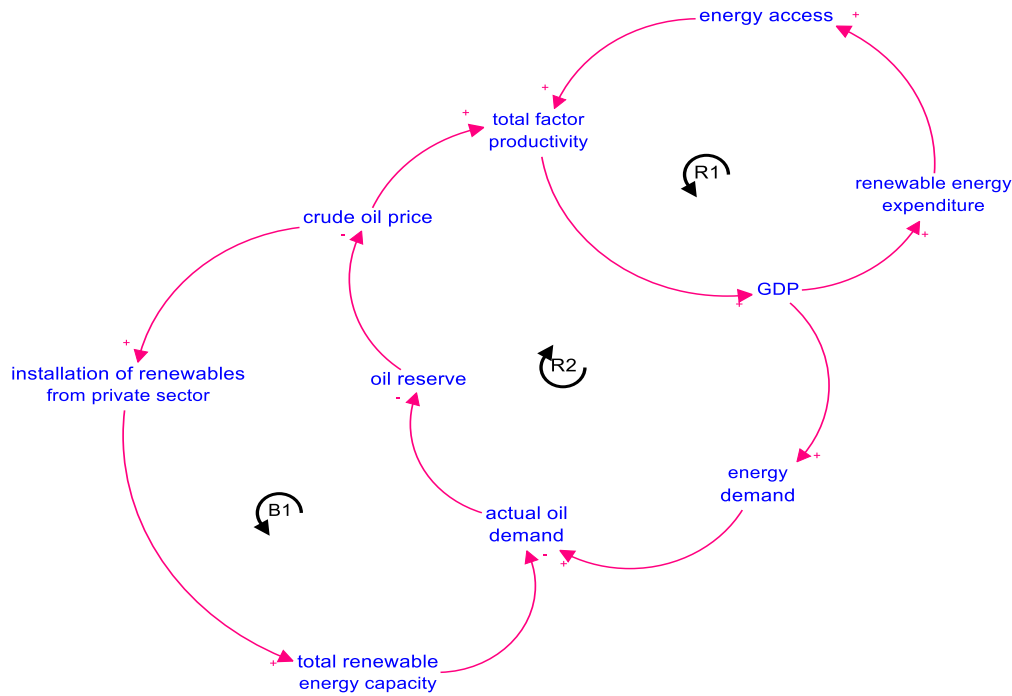 energy access
+
+
total factor
productivity
+
R1
renewable energy
expenditure
+
crude oil price
-
GDP
+
+
installation of renewables
from private sector
oil reserve
-
R2
+
energy
demand
B1
actual oil
demand
-
+
+
total renewable
energy capacity